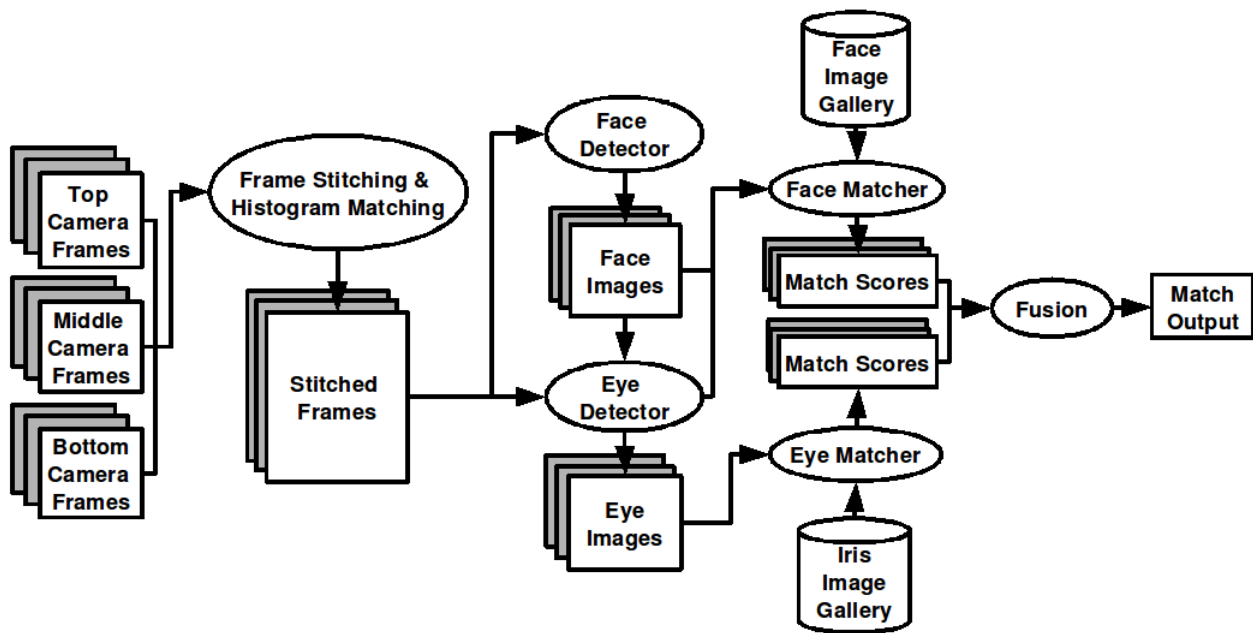 Top
Camera
Frames
Middle
Camera
Frames
Bottom
Camera
Frames
Frame Stitching &
Histogram Matching
Stitched
Frames
Face
Detector
Face
Images
Eye
Detector
Eye
Images
Face
Image
Gallery
Face Matcher
Match Scores
Match Scores
Eye Matcher
Iris
Image
Gallery
Fusion
Match
Output